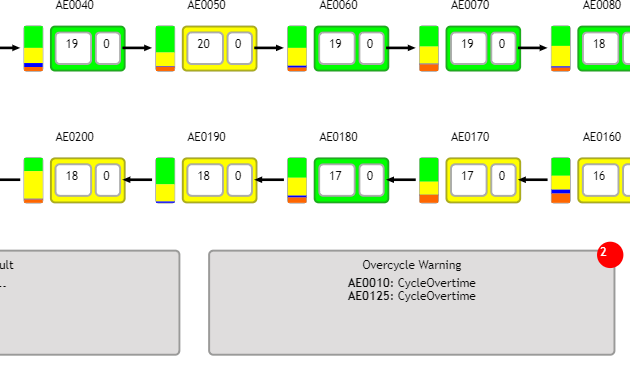 AE0040 AE0050 AE0060 AE0070 AE0080
19 0 20 0 19 0 19 0 18
AE0200 AE0190 AE0180 AE0170 AE0160
18 0 18 0 17 0 17 0 16
2
ult
Overcycle Warning
--
AE0010: CycleOvertime
AE0125: CycleOvertime